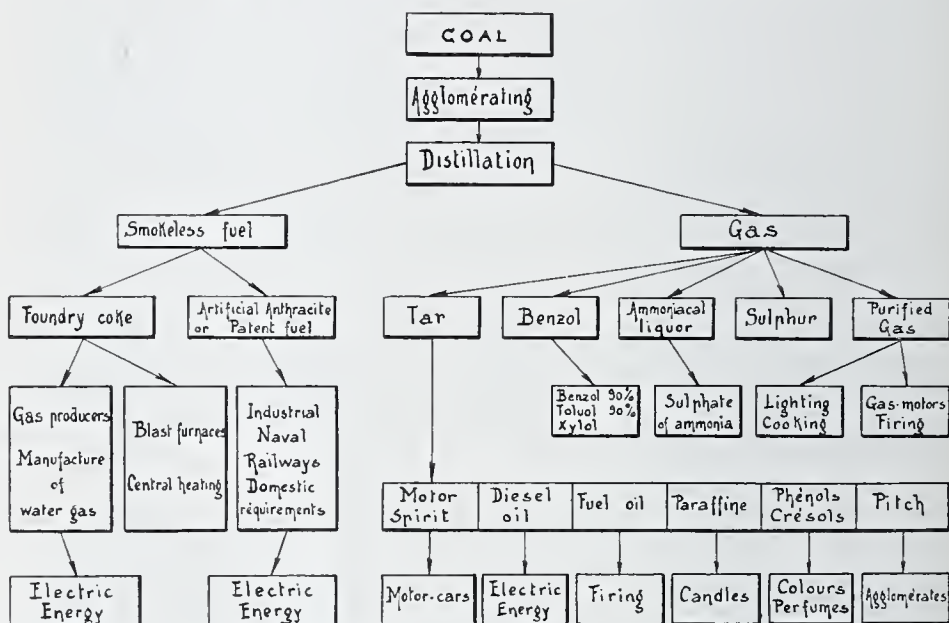 COAL
Agglomérating
Distillation
Smokeless fuel
Gas
Foundry coke
Artificial Anthracite
or Patent fuel
Tar
Benzol
Ammoniacal
liquor
Sulphur
Purified
Gas
Gas producers
Manufacture
of
water gas
Blast furnaces
Central heating
Industrial
Naval
Railways
Domestic
réquirements
Benzol 90%
Toluol 90%
Xylol
Sulphate
of ammonia
Lighting
Cooking
Gas-motors
Firing
Motor
Spirit
Diesel
oil
Fuel oil
Paraffine
Phénols
Crésols
Pitch
Electric
Energy
Electric
Energy
Motor-cars
Electric
Energy
Firing
Candles
Colours
Perfumes
Agglomérates